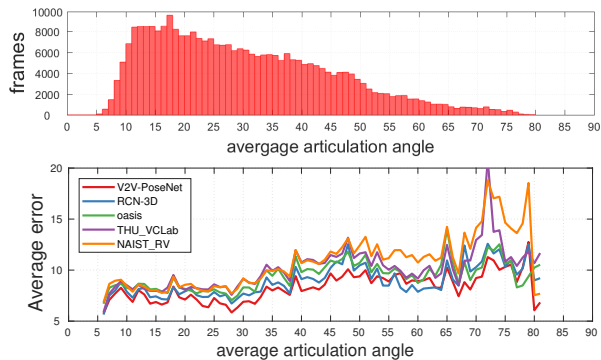 10000
8000
6000
4000
2000
0
frames
0 5 10 15 20 25 30 35 40 45 50 55 60 65 70 75 80 85 90
avergage articulation angle
20
15
10
5
Average error
V2V-PoseNet
RCN-3D
oasis
THU_VCLab
NAIST_RV
0 5 10 15 20 25 30 35 40 45 50 55 60 65 70 75 80 85 90
average articulation angle